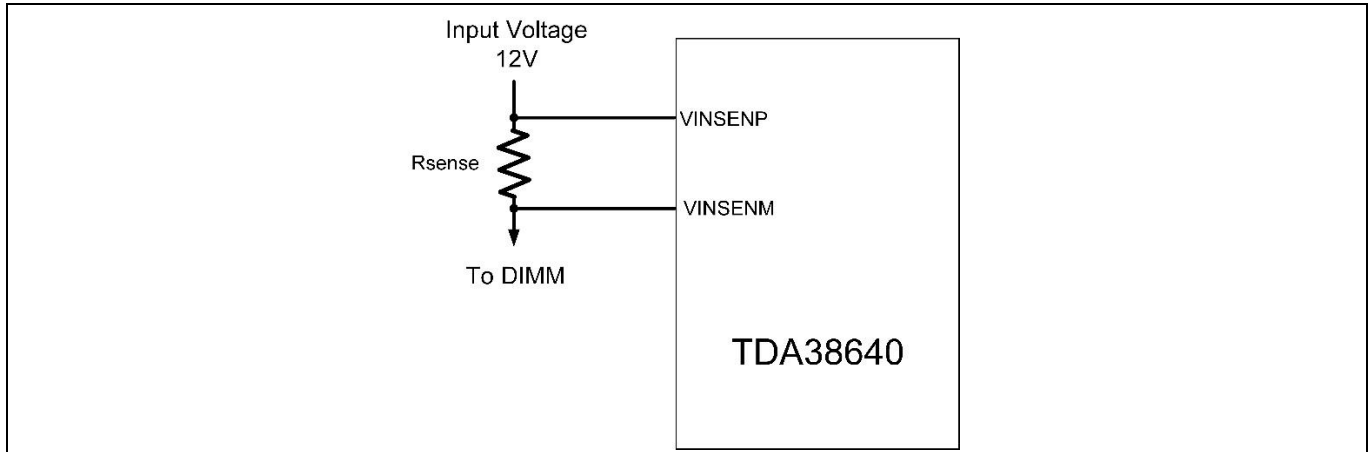 Input Voltage
12V
VINSENP
Rsense
VINSENM
To DIMM
TDA38640